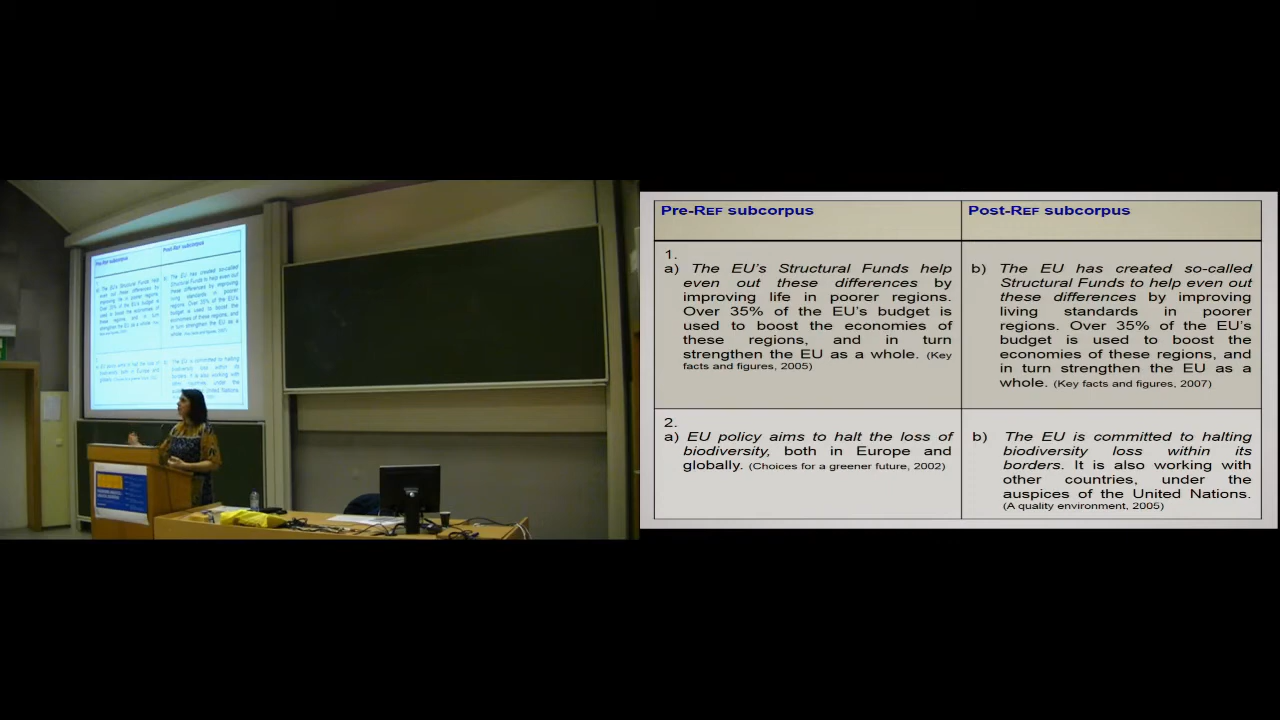 Pre-REF subcorpus
Post-REF subcorpus
1.
a) The EU's Structural Funds help
even out these differences by
improving life in poorer regions.
Over 35% of the EU's budget is
used to boost the economies of
these regions, and in turn
strengthen the EU as a whole. (Key
facts and figures, 2005)
b) The EU has created so-called
Structural Funds to help even out
these differences by improving
living standards in poorer
regions. Over 35% of the EU's
budget is used to boost the
economies of these regions, and
in turn strengthen the EU as a
whole. (Key facts and figures, 2007)
2.
a) EU policy aims to halt the loss of
biodiversity, both in Europe and
globally. (Choices for a greener future, 2002)
b) The EU is committed to halting
biodiversity loss within its
borders. It is also working with
other countries, under the
auspices of the United Nations.
(A quality environment, 2005)